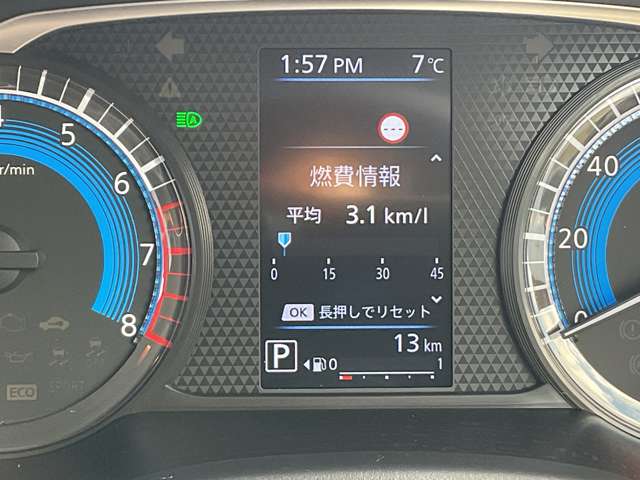 1:57 PM 7°C
---
燃費情報
平均 3.1 km/l
0 15 30 45
OK 長押しでリセット
13 km
P 0 1
5
6
7
8
r/min
ECO
SPORT
40
20
0